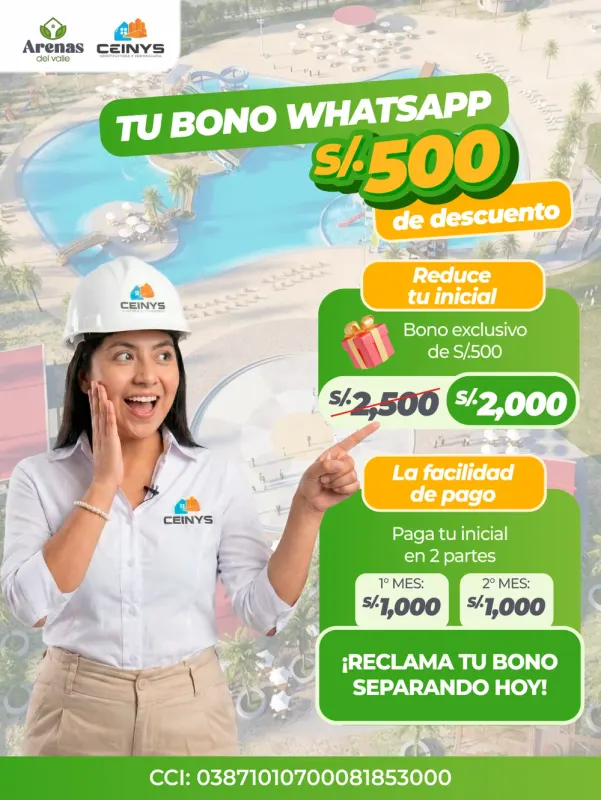 Arenas
del valle
CEINYS
TU BONO WHATSAPP
S/.500
de descuento
Reduce
tu inicial
Bono exclusivo
de S/.500
S/.2,500 S/.2,000
CEINYS
La facilidad
de pago
CEINYS
Paga tu inicial
en 2 partes
1° MES: 2° MES:
S/.1,000 S/.1,000
¡RECLAMA TU BONO
SEPARANDO HOY!
CCI: 03871010700081853000